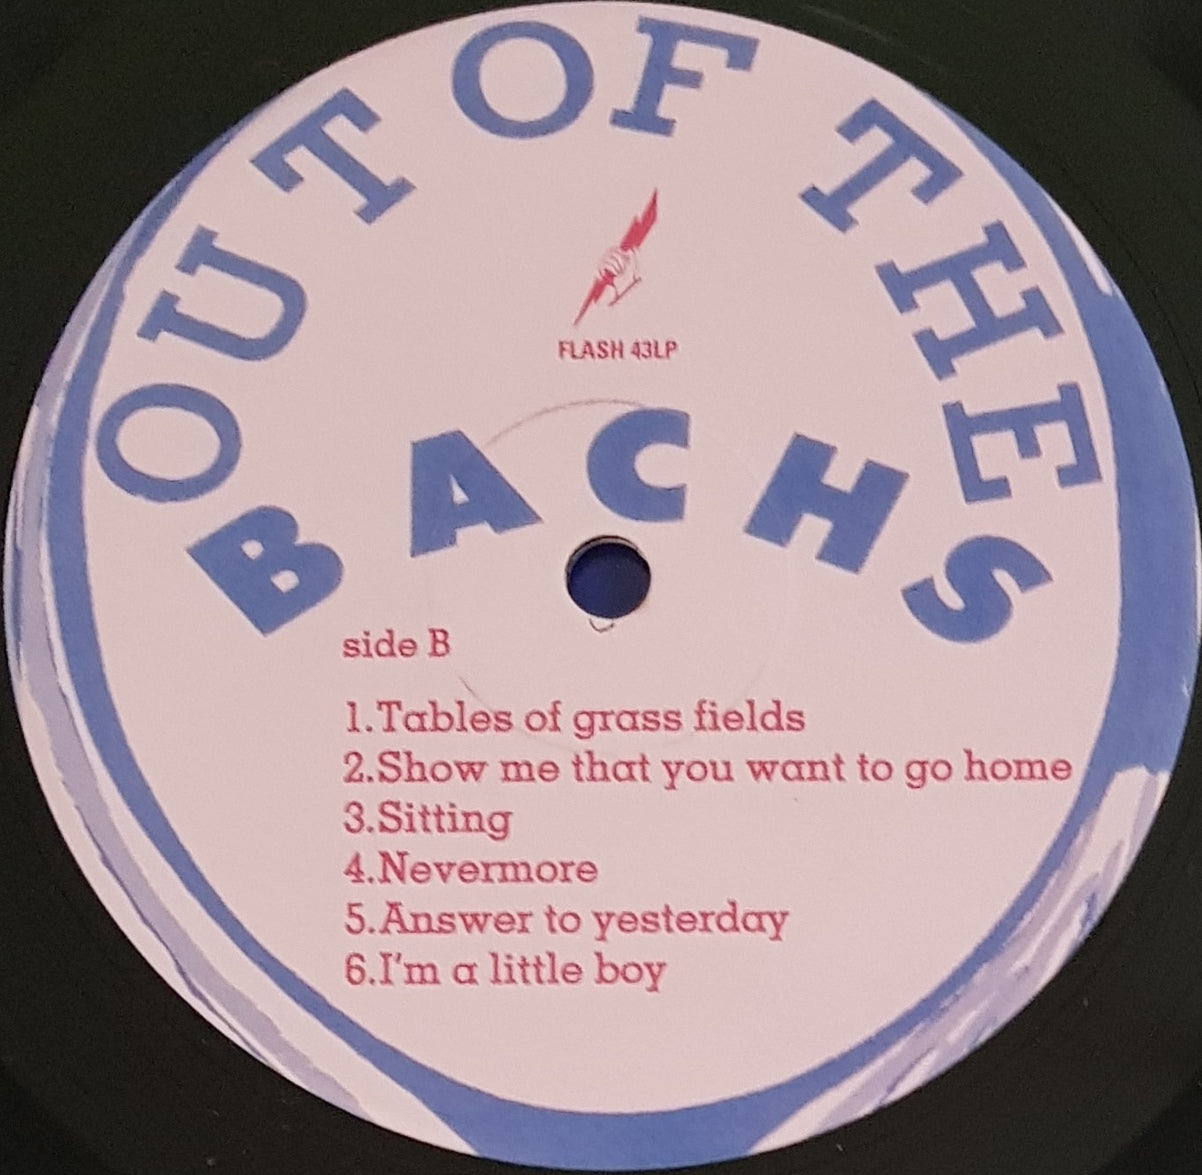 OUT OF THE
FLASH 43LP
BACHS
side B
1.Tables of grass fields
2.Show me that you want to go home
3.Sitting
4.Nevermore
5.Answer to yesterday
6.I'm a little boy